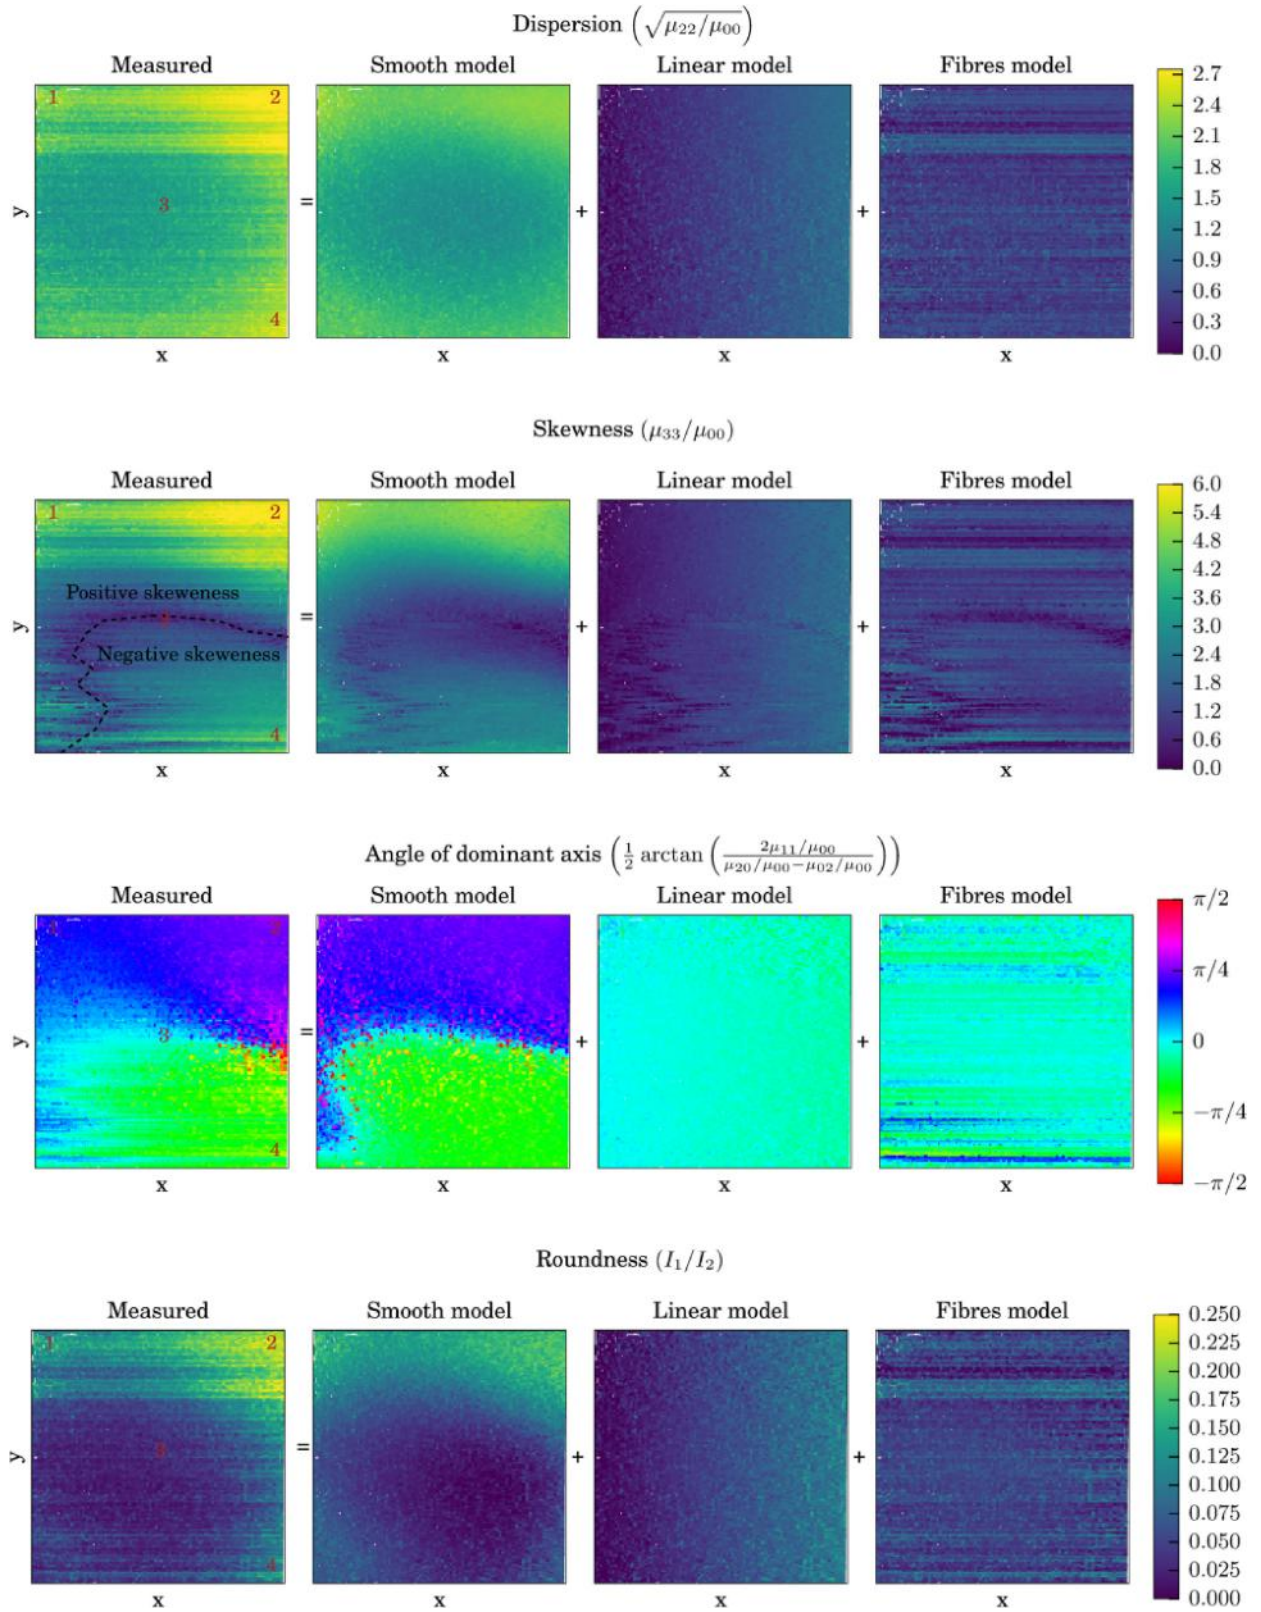 Dispersion (√μ₂₂/μ₀₀)
Measured Smooth model Linear model Fibres model
1 2 3 4
y = + +
x x x x
2.7
2.4
2.1
1.8
1.5
1.2
0.9
0.6
0.3
0.0
Skewness (μ₃₃/μ₀₀)
Measured Smooth model Linear model Fibres model
1 2
Positive skeweness
3
Negative skeweness
4
y = + +
x x x x
6.0
5.4
4.8
4.2
3.6
3.0
2.4
1.8
1.2
0.6
0.0
Angle of dominant axis (1/2 arctan (2μ₁₁/μ₀₀ / μ₂₀/μ₀₀−μ₀₂/μ₀₀))
Measured Smooth model Linear model Fibres model
1 2 3 4
y = + +
x x x x
π/2
π/4
0
−π/4
−π/2
Roundness (I₁/I₂)
Measured Smooth model Linear model Fibres model
1 2 3 4
y = + +
x x x x
0.250
0.225
0.200
0.175
0.150
0.125
0.100
0.075
0.050
0.025
0.000